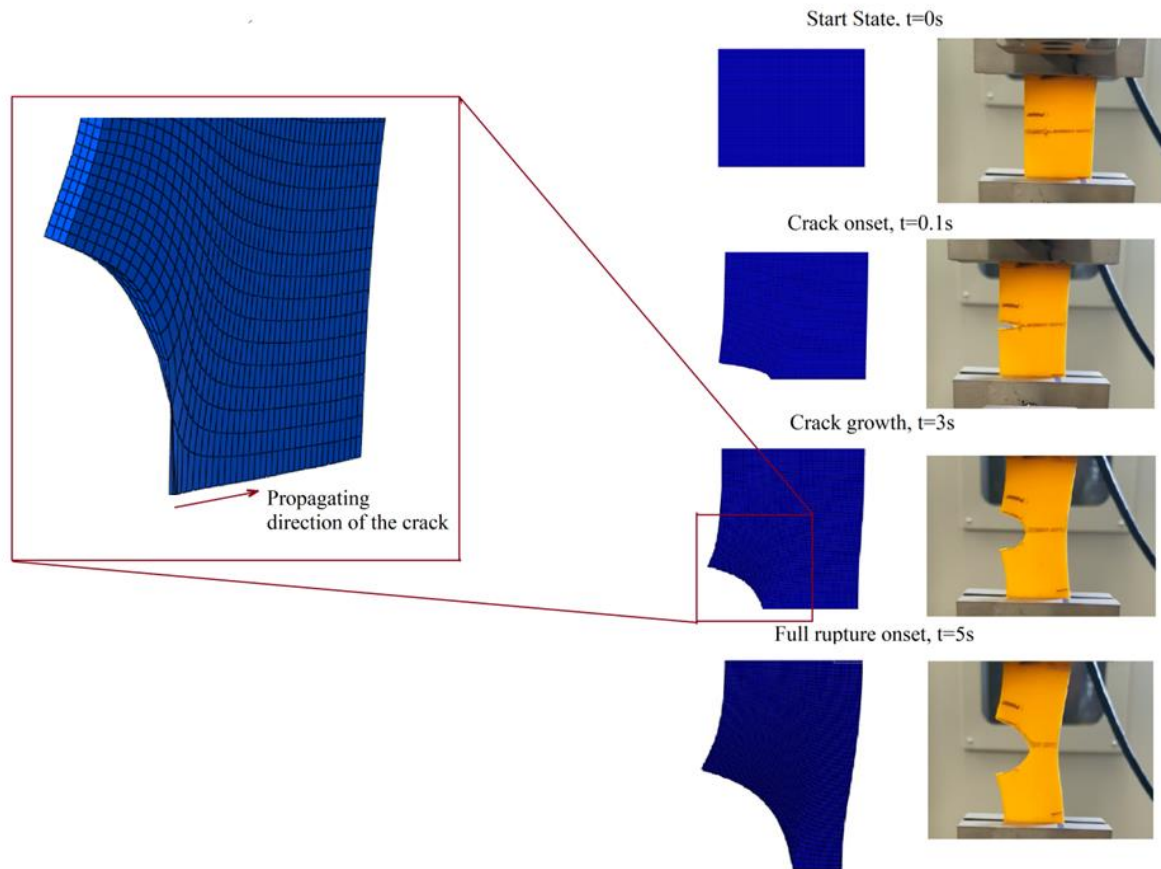 Start State, t=0s
Crack onset, t=0.1s
Crack growth, t=3s
Propagating
direction of the crack
Full rupture onset, t=5s